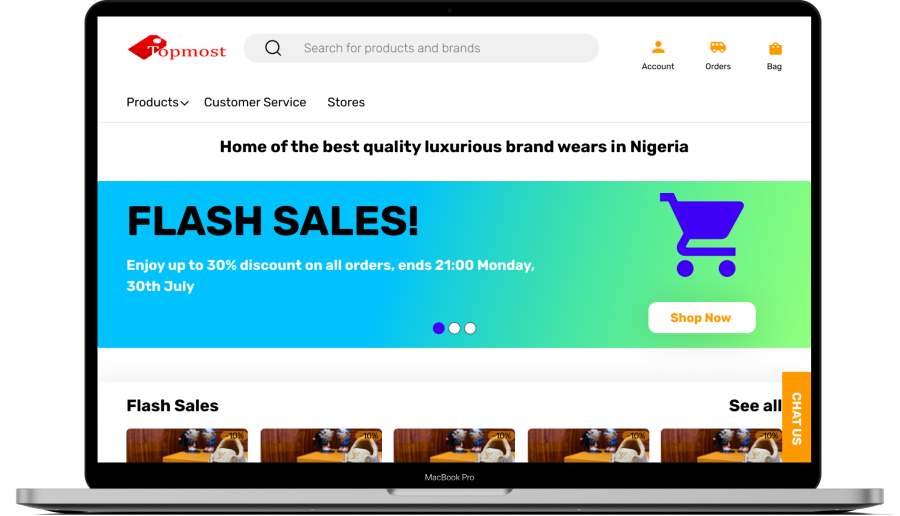 Topmost
Search for products and brands
Account
Orders
Bag
Products
Customer Service
Stores
Home of the best quality luxurious brand wears in Nigeria
FLASH SALES!
Enjoy up to 30% discount on all orders, ends 21:00 Monday,
30th July
Shop Now
Flash Sales
See all
CHAT US
-10%
-10%
-10%
-10%
-10%
MacBook Pro